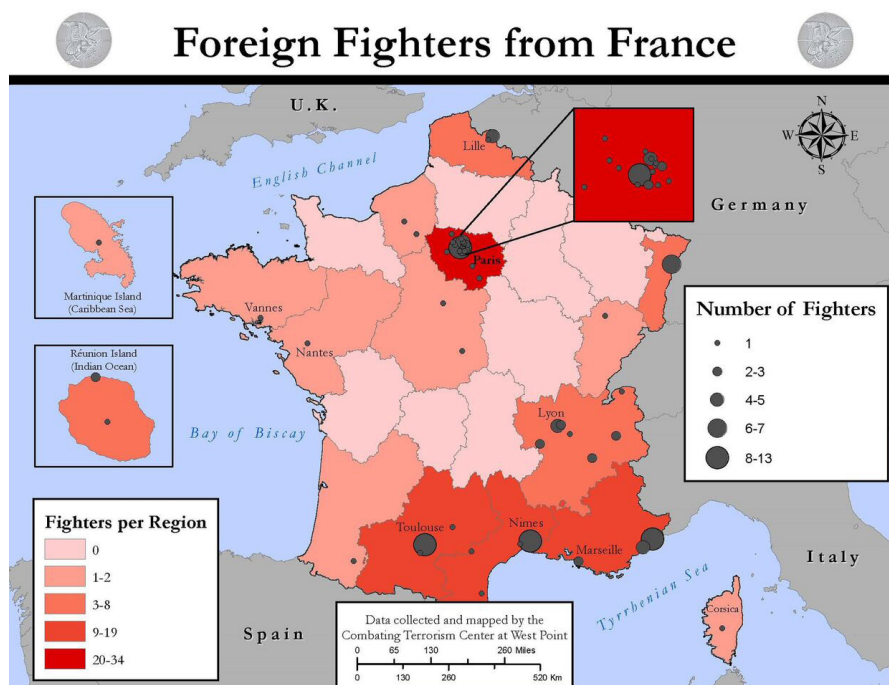 Foreign Fighters from France
U.K.
English Channel
Lille
N
W
E
S
Germany
Paris
Martinique Island
(Caribbean Sea)
Vannes
Nantes
Réunion Island
(Indian Ocean)
Bay of Biscay
Lyon
Number of Fighters
1
2-3
4-5
6-7
8-13
Fighters per Region
0
1-2
3-8
9-19
20-34
Toulouse
Nimes
Marseille
Italy
Tyrrhenian Sea
Corsica
Spain
Data collected and mapped by the
Combating Terrorism Center at West Point
0 65 130 260 Miles
0 130 260 520 Km